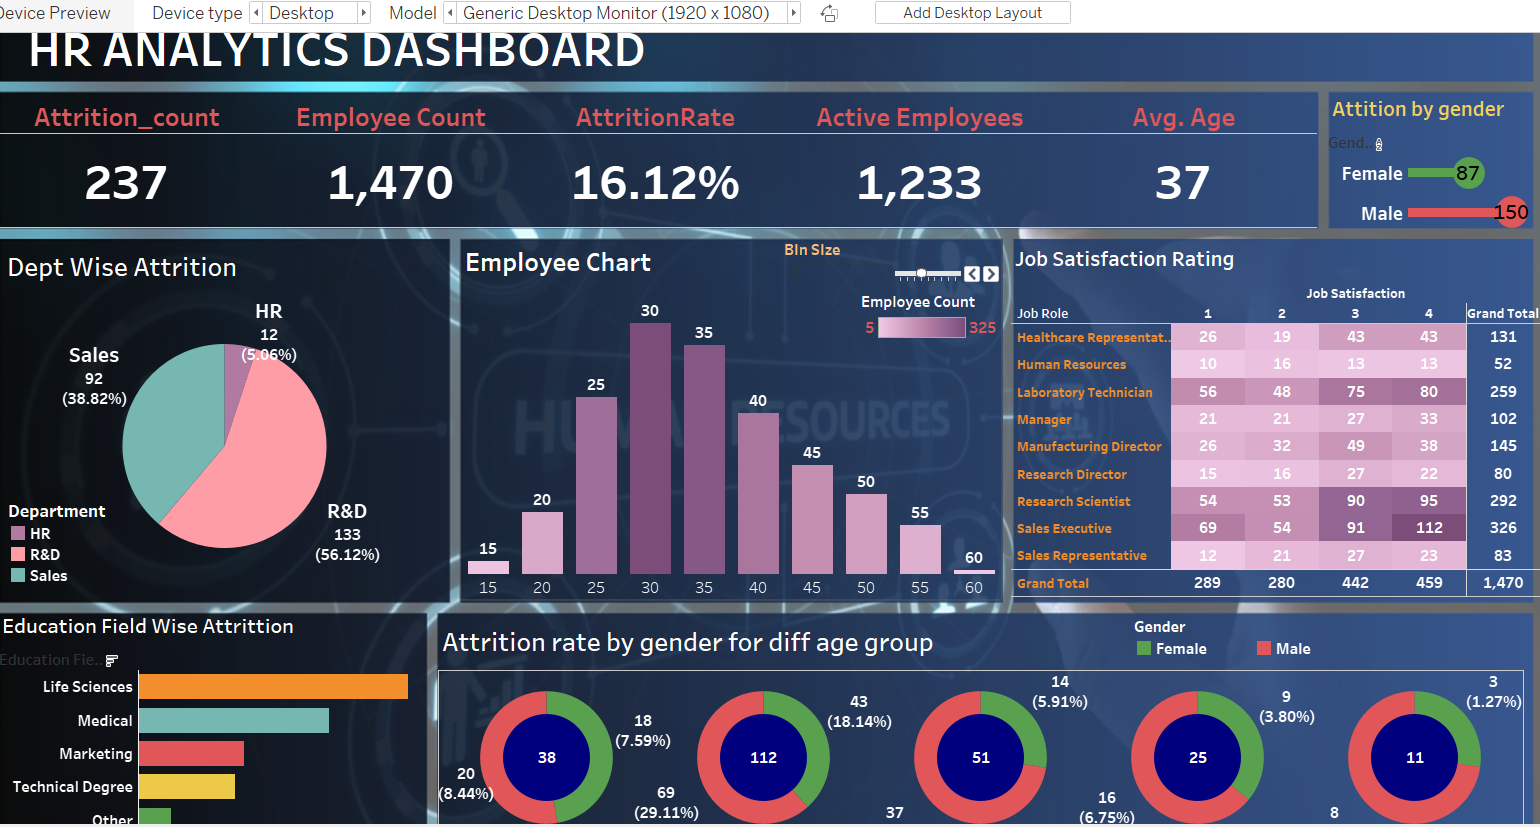 Device Preview Device type Desktop Model Generic Desktop Monitor (1920 x 1080) Add Desktop Layout
HR ANALYTICS DASHBOARD
Attrition_count Employee Count AttritionRate Active Employees Avg. Age
237 1,470 16.12% 1,233 37
Attition by gender
Gend..
Female 87
Male 150
Dept Wise Attrition
HR
12
(5.06%)
Sales
92
(38.82%)
R&D
133
(56.12%)
Department
HR
R&D
Sales
Employee Chart
Bin SIze
Employee Count
5 325
30
35
25
40
45
50
20
55
15
60
15 20 25 30 35 40 45 50 55 60
HUMAN RESOURCES
Job Satisfaction Rating
Job Satisfaction
Job Role 1 2 3 4 Grand Total
Healthcare Representat.. 26 19 43 43 131
Human Resources 10 16 13 13 52
Laboratory Technician 56 48 75 80 259
Manager 21 21 27 33 102
Manufacturing Director 26 32 49 38 145
Research Director 15 16 27 22 80
Research Scientist 54 53 90 95 292
Sales Executive 69 54 91 112 326
Sales Representative 12 21 27 23 83
Grand Total 289 280 442 459 1,470
Education Field Wise Attrittion
Education Fie..
Life Sciences
Medical
Marketing
Technical Degree
Other
Attrition rate by gender for diff age group
Gender
Female Male
18
(7.59%)
38
20
(8.44%)
43
(18.14%)
112
69
(29.11%)
14
(5.91%)
51
37
9
(3.80%)
25
16
(6.75%)
3
(1.27%)
11
8